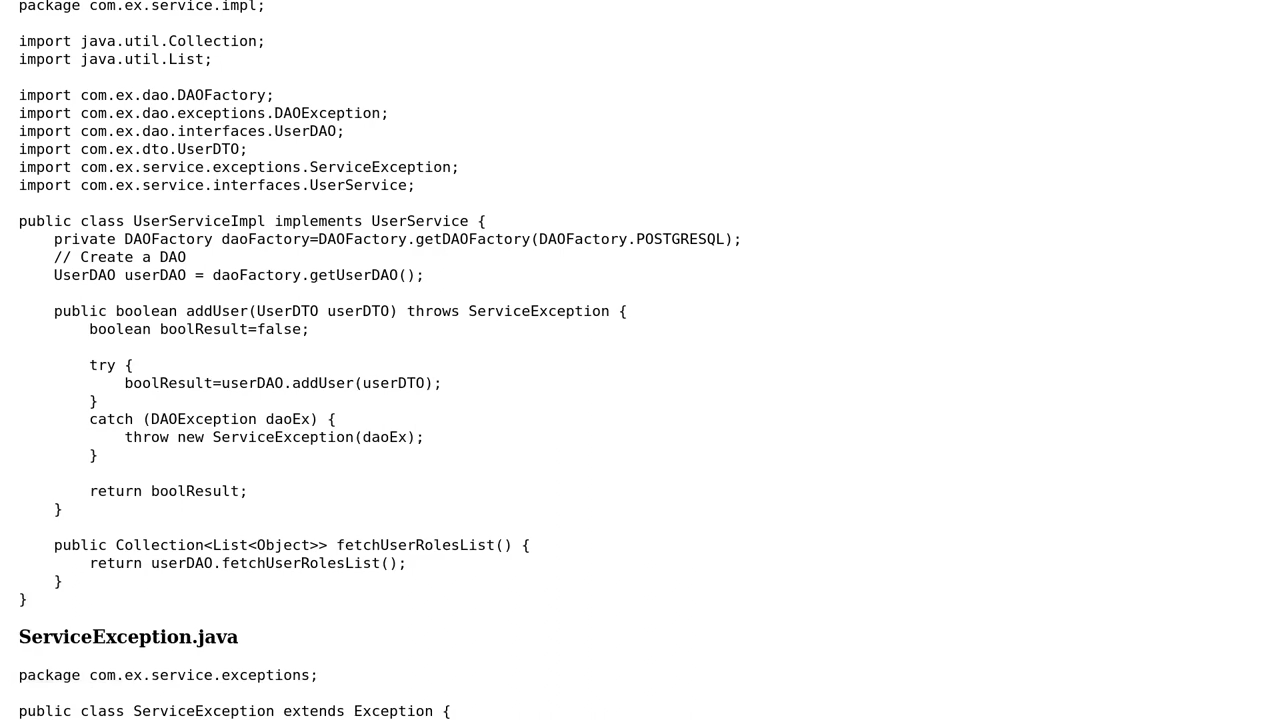 package com.ex.service.impl;

import java.util.Collection;
import java.util.List;

import com.ex.dao.DAOFactory;
import com.ex.dao.exceptions.DAOException;
import com.ex.dao.interfaces.UserDAO;
import com.ex.dto.UserDTO;
import com.ex.service.exceptions.ServiceException;
import com.ex.service.interfaces.UserService;

public class UserServiceImpl implements UserService {
    private DAOFactory daoFactory=DAOFactory.getDAOFactory(DAOFactory.POSTGRESQL);
    // Create a DAO
    UserDAO userDAO = daoFactory.getUserDAO();

    public boolean addUser(UserDTO userDTO) throws ServiceException {
        boolean boolResult=false;

        try {
            boolResult=userDAO.addUser(userDTO);
        }
        catch (DAOException daoEx) {
            throw new ServiceException(daoEx);
        }

        return boolResult;
    }

    public Collection<List<Object>> fetchUserRolesList() {
        return userDAO.fetchUserRolesList();
    }
}

ServiceException.java

package com.ex.service.exceptions;

public class ServiceException extends Exception {